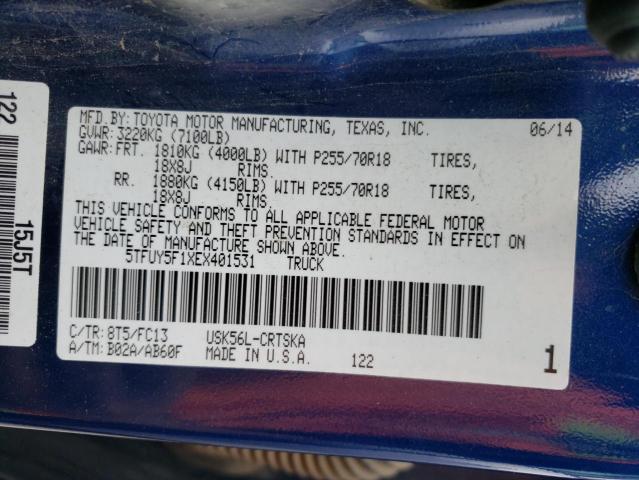 MFD.BY:TOYOTA MOTOR MANUFACTURING, TEXAS, INC. 06/14
GVWR:3220KG (7100LB)
GAWR:FRT. 1810KG (4000LB) WITH P255/70R18 TIRES,
18X8J RIMS.
RR. 1880KG (4150LB) WITH P255/70R18 TIRES,
18X8J RIMS.
THIS VEHICLE CONFORMS TO ALL APPLICABLE FEDERAL MOTOR
VEHICLE SAFETY AND THEFT PREVENTION STANDARDS IN EFFECT ON
THE DATE OF MANUFACTURE SHOWN ABOVE.
5TFUY5F1XEX401531 TRUCK
C/TR:8T5/FC13 USK56L-CRTSKA
A/TM:B02A/AB60F MADE IN U.S.A. 122 1
122 15J5T